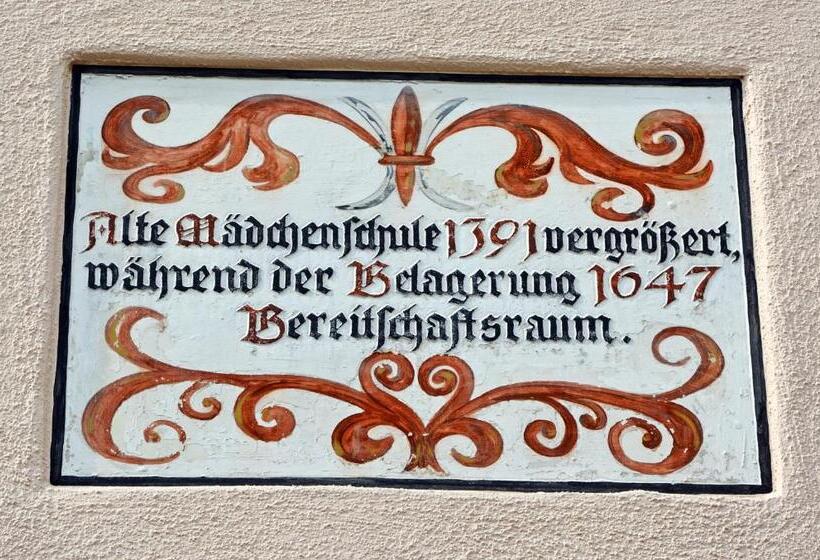 Alte Mädchenschule 1391 vergrößert,
während der Belagerung 1647
Bereitschaftsraum.